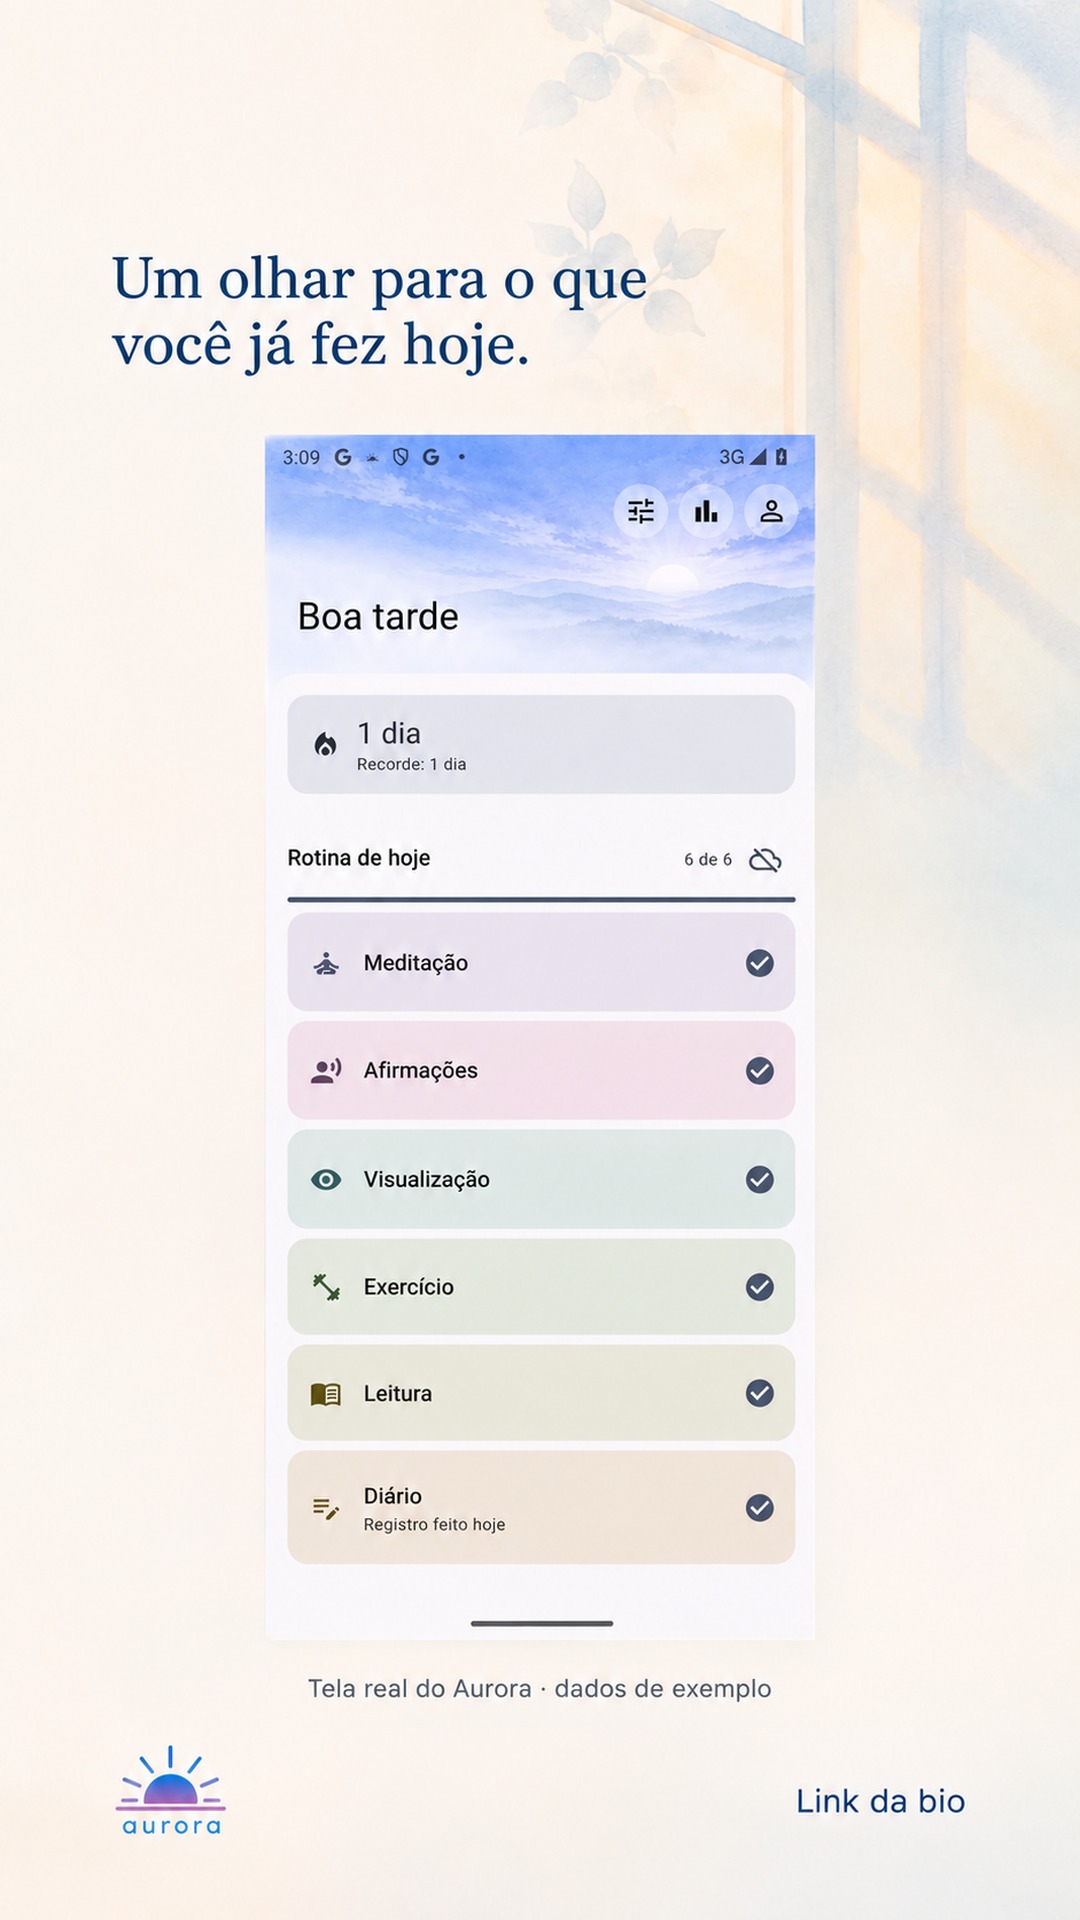 Um olhar para o que
você já fez hoje.
3:09
3G
Boa tarde
1 dia
Recorde: 1 dia
Rotina de hoje
6 de 6
Meditação
Afirmações
Visualização
Exercício
Leitura
Diário
Registro feito hoje
Tela real do Aurora · dados de exemplo
aurora
Link da bio